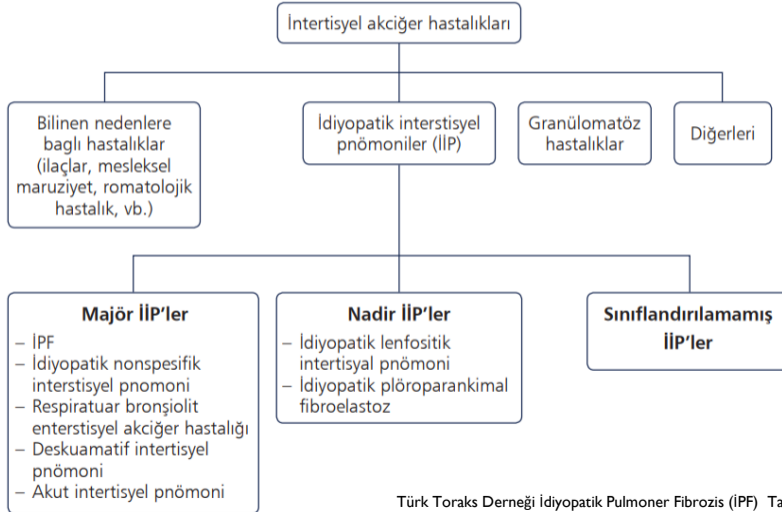 İntertisyel akciğer hastalıkları
Bilinen nedenlere
baglı hastalıklar
(ilaçlar, mesleksel
maruziyet, romatolojik
hastalık, vb.)
İdiyopatik interstisyel
pnömoniler (İİP)
Granülomatöz
hastalıklar
Diğerleri
Majör İİP'ler
– İPF
– İdiyopatik nonspesifik
interstisyel pnomoni
– Respiratuar bronşiolit
enterstisyel akciğer hastalığı
– Deskuamatif intertisyel
pnömoni
– Akut intertisyel pnömoni
Nadir İİP'ler
– İdiyopatik lenfositik
intertisyal pnömoni
– İdiyopatik plöroparankimal
fibroelastoz
Sınıflandırılamamış
İİP'ler
Türk Toraks Derneği İdiyopatik Pulmoner Fibrozis (İPF) Ta